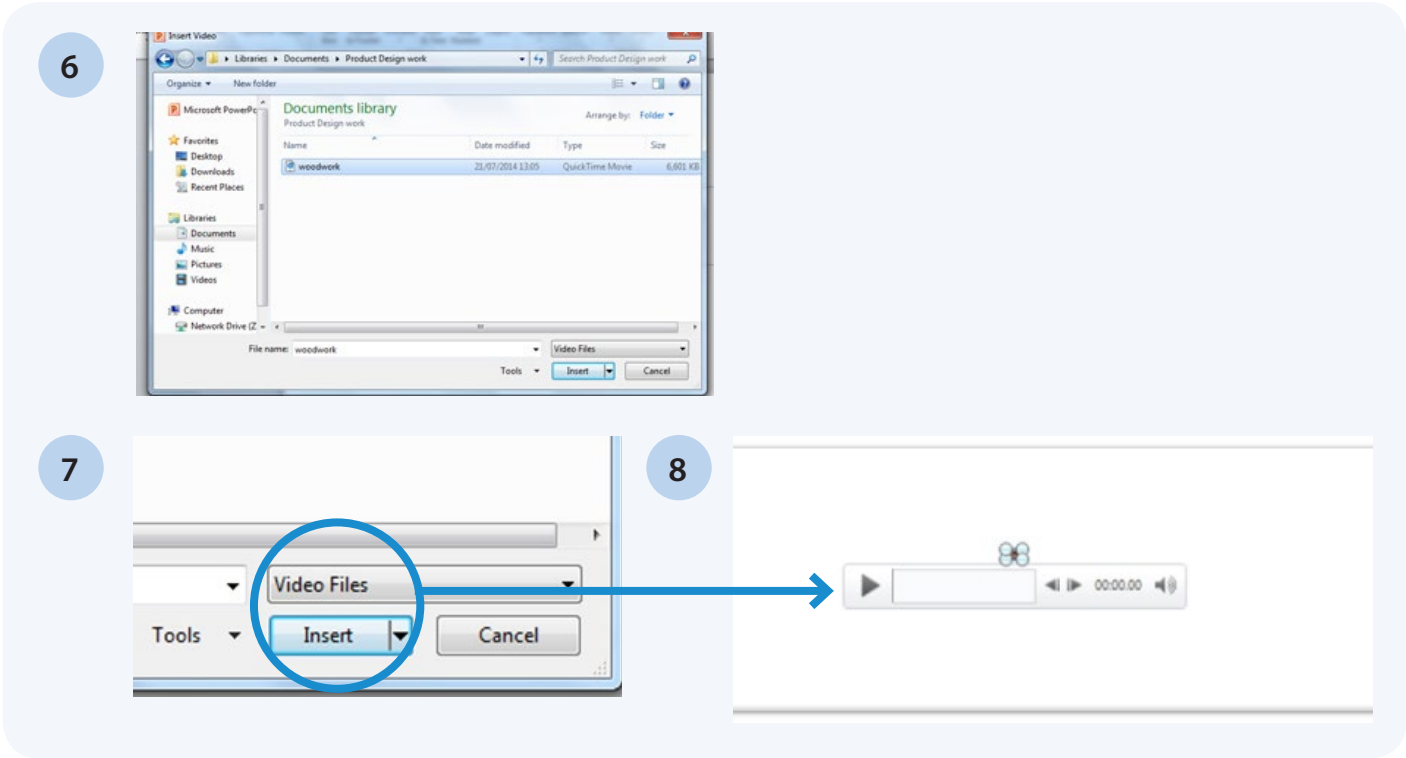 6
Insert Video
Libraries Documents Product Design work
Search Product Design work
Organize New folder
Microsoft PowerPo
Favorites
Desktop
Downloads
Recent Places
Libraries
Documents
Music
Pictures
Videos
Computer
Network Drive (Z
Documents library
Product Design work
Arrange by: Folder
Name Date modified Type Size
woodwork 21/07/2014 13:05 QuickTime Movie 6,601 KB
File name: woodwork
Video Files
Tools Insert Cancel
7
Video Files
Tools Insert Cancel
8
00:00.00